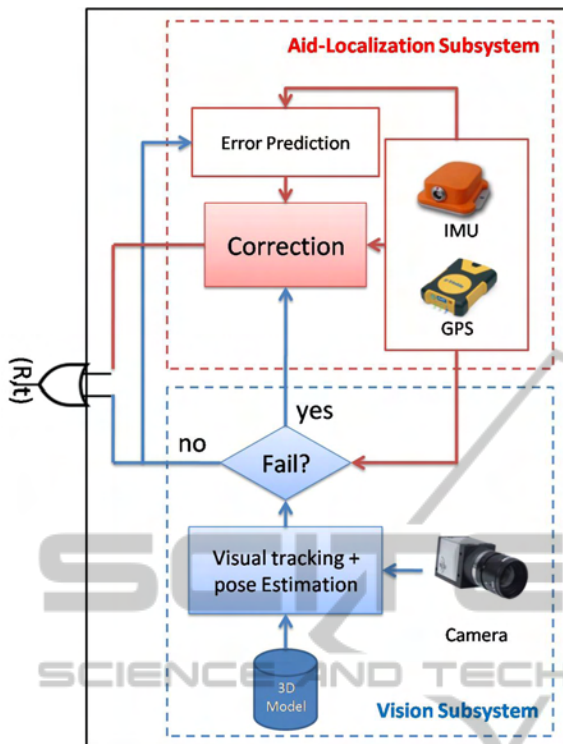 Aid-Localization Subsystem
Error Prediction
IMU
Correction
GPS
(R,t)
yes
no
Fail?
Visual tracking +
pose Estimation
Camera
3D
Model
Vision Subsystem
SCITE
SCIENCE AND TECH